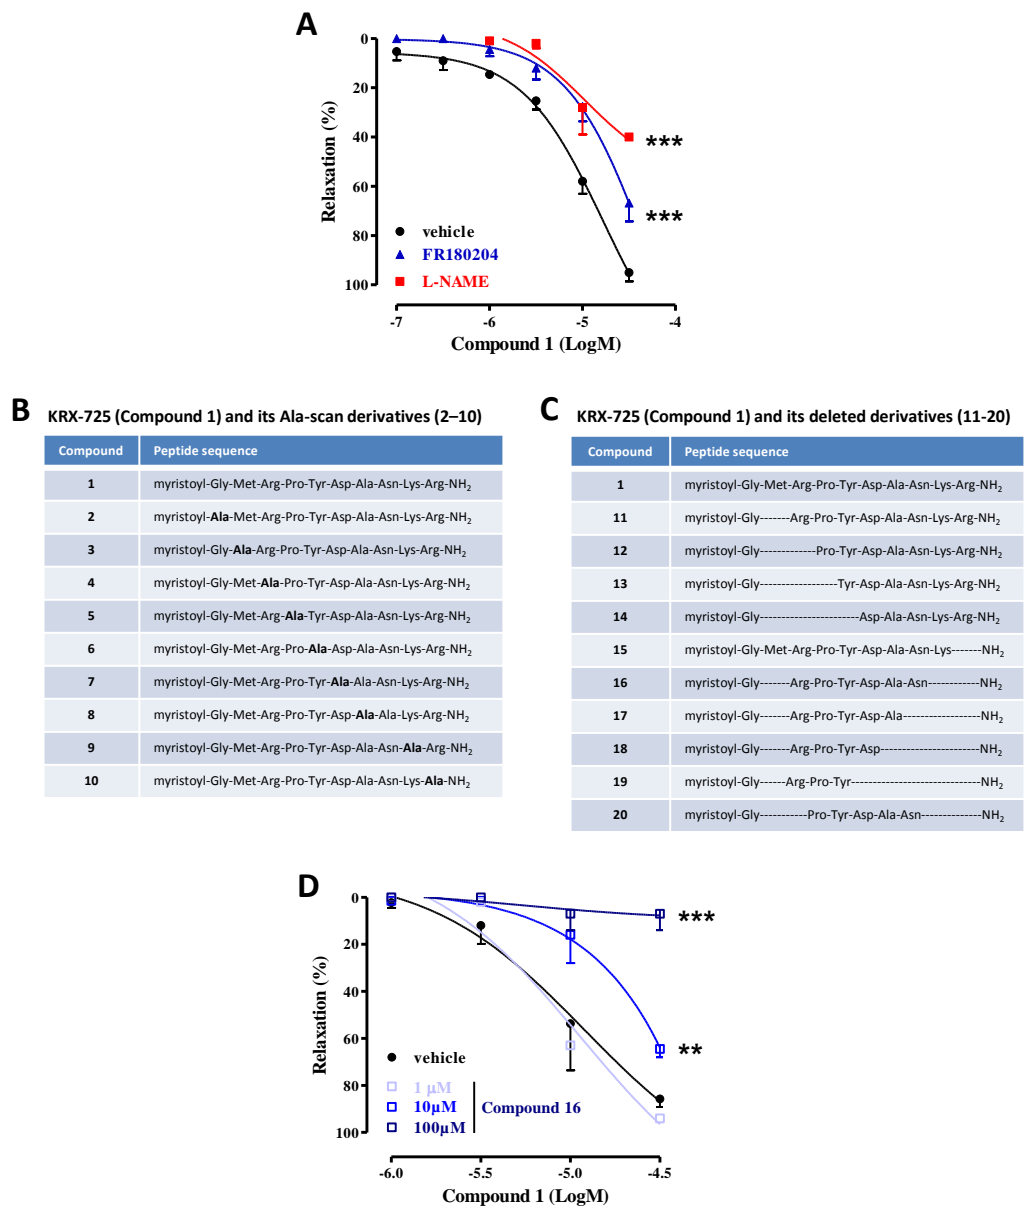 A
0
20
40
60
80
100
Relaxation (%)
***
***
vehicle
FR180204
L-NAME
-7 -6 -5 -4
Compound 1 (LogM)
B KRX-725 (Compound 1) and its Ala-scan derivatives (2–10)
Compound Peptide sequence
1 myristoyl-Gly-Met-Arg-Pro-Tyr-Asp-Ala-Asn-Lys-Arg-NH2
2 myristoyl-Ala-Met-Arg-Pro-Tyr-Asp-Ala-Asn-Lys-Arg-NH2
3 myristoyl-Gly-Ala-Arg-Pro-Tyr-Asp-Ala-Asn-Lys-Arg-NH2
4 myristoyl-Gly-Met-Ala-Pro-Tyr-Asp-Ala-Asn-Lys-Arg-NH2
5 myristoyl-Gly-Met-Arg-Ala-Tyr-Asp-Ala-Asn-Lys-Arg-NH2
6 myristoyl-Gly-Met-Arg-Pro-Ala-Asp-Ala-Asn-Lys-Arg-NH2
7 myristoyl-Gly-Met-Arg-Pro-Tyr-Ala-Ala-Asn-Lys-Arg-NH2
8 myristoyl-Gly-Met-Arg-Pro-Tyr-Asp-Ala-Ala-Lys-Arg-NH2
9 myristoyl-Gly-Met-Arg-Pro-Tyr-Asp-Ala-Asn-Ala-Arg-NH2
10 myristoyl-Gly-Met-Arg-Pro-Tyr-Asp-Ala-Asn-Lys-Ala-NH2
C KRX-725 (Compound 1) and its deleted derivatives (11-20)
Compound Peptide sequence
1 myristoyl-Gly-Met-Arg-Pro-Tyr-Asp-Ala-Asn-Lys-Arg-NH2
11 myristoyl-Gly-------Arg-Pro-Tyr-Asp-Ala-Asn-Lys-Arg-NH2
12 myristoyl-Gly-------------Pro-Tyr-Asp-Ala-Asn-Lys-Arg-NH2
13 myristoyl-Gly------------------Tyr-Asp-Ala-Asn-Lys-Arg-NH2
14 myristoyl-Gly-----------------------Asp-Ala-Asn-Lys-Arg-NH2
15 myristoyl-Gly-Met-Arg-Pro-Tyr-Asp-Ala-Asn-Lys-------NH2
16 myristoyl-Gly-------Arg-Pro-Tyr-Asp-Ala-Asn------------NH2
17 myristoyl-Gly-------Arg-Pro-Tyr-Asp-Ala------------------NH2
18 myristoyl-Gly-------Arg-Pro-Tyr-Asp-----------------------NH2
19 myristoyl-Gly------Arg-Pro-Tyr------------------------------NH2
20 myristoyl-Gly-----------Pro-Tyr-Asp-Ala-Asn--------------NH2
D
0
20
40
60
80
100
Relaxation (%)
***
**
vehicle
1 µM
10µM
100µM
Compound 16
-6.0 -5.5 -5.0 -4.5
Compound 1 (LogM)